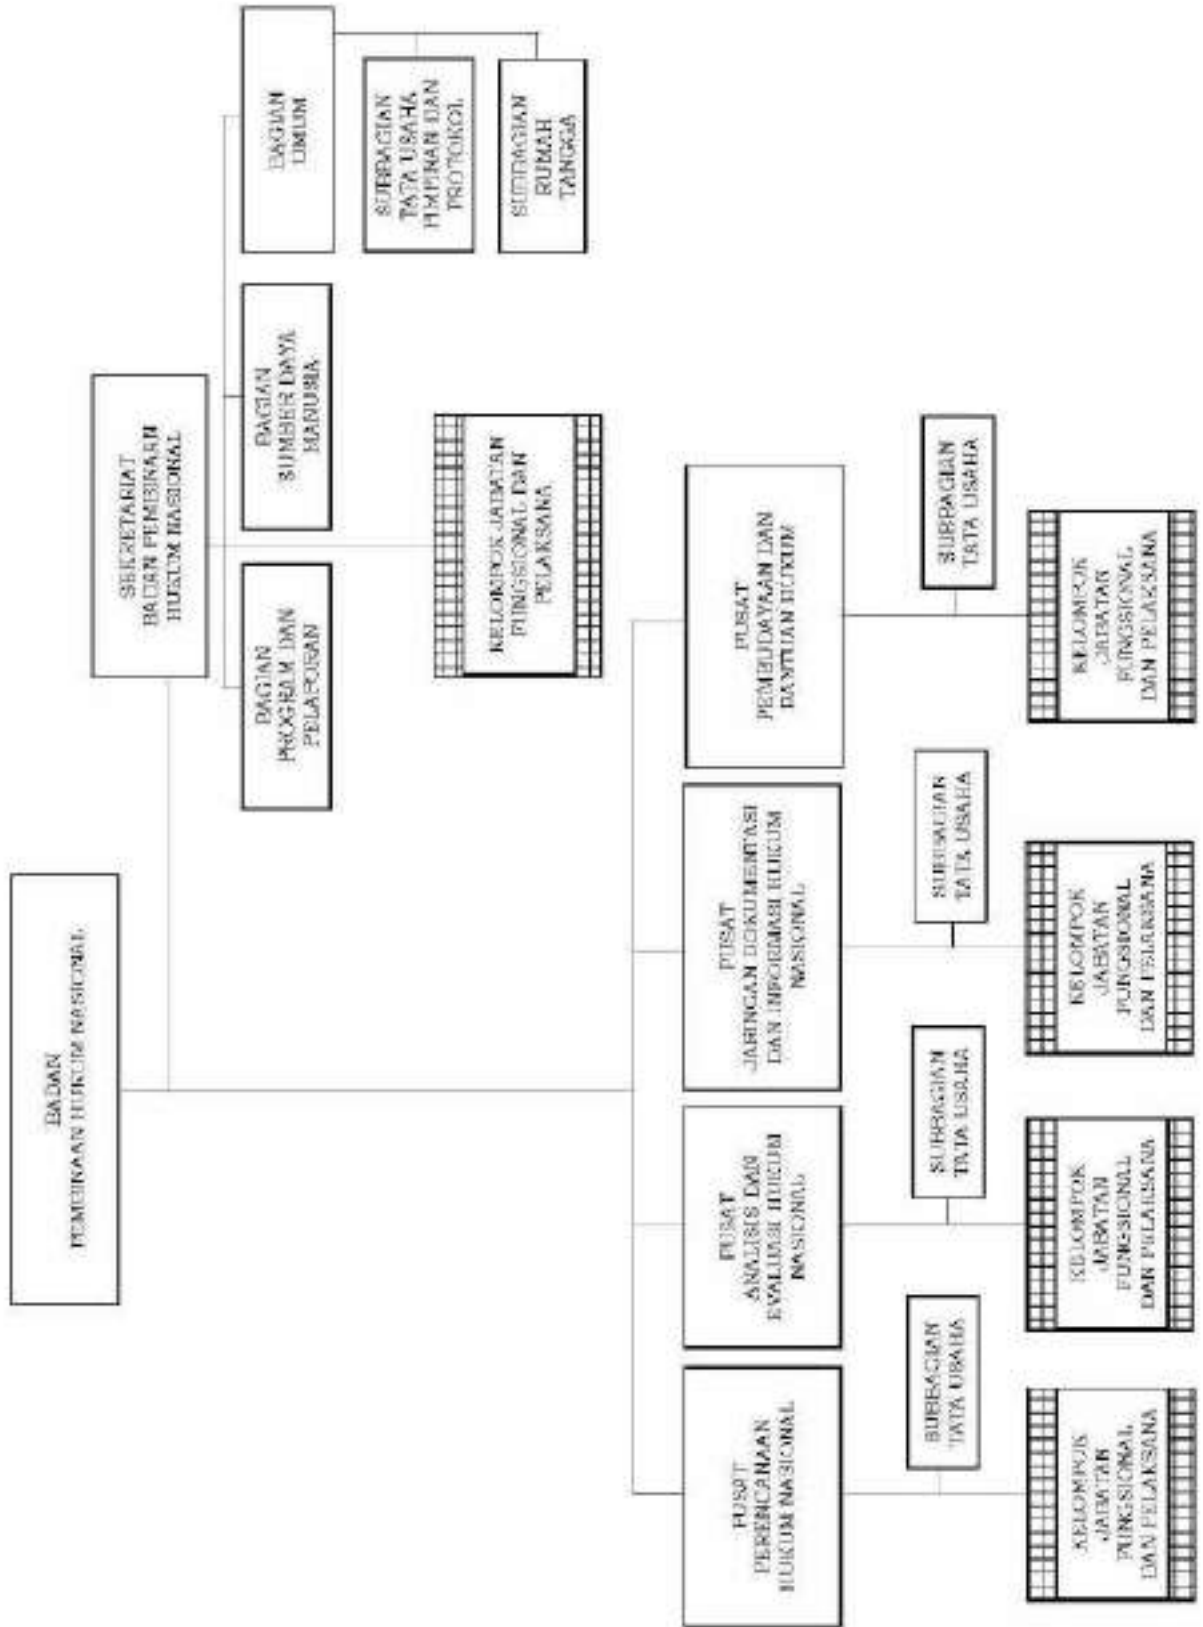 BADAN
PEMBINAAN HUKUM NASIONAL
SEKRETARIAT
BADAN PEMBINAAN
HUKUM NASIONAL
BAGIAN
PROGRAM DAN
PELAPORAN
BAGIAN
SUMBER DAYA
MANUSIA
BAGIAN
UMUM
SUBBAGIAN
TATA USAHA
PIMPINAN DAN
PROTOKOL
SUBBAGIAN
RUMAH
TANGGA
KELOMPOK JABATAN
FUNGSIONAL DAN
PELAKSANA
PUSAT
PERENCANAAN
HUKUM NASIONAL
PUSAT
ANALISIS DAN
EVALUASI HUKUM
NASIONAL
PUSAT
JARINGAN DOKUMENTASI
DAN INFORMASI HUKUM
NASIONAL
PUSAT
PEMBUDAYAAN DAN
BANTUAN HUKUM
SUBBAGIAN
TATA USAHA
SUBBAGIAN
TATA USAHA
SUBBAGIAN
TATA USAHA
SUBBAGIAN
TATA USAHA
KELOMPOK
JABATAN
FUNGSIONAL
DAN PELAKSANA
KELOMPOK
JABATAN
FUNGSIONAL
DAN PELAKSANA
KELOMPOK
JABATAN
FUNGSIONAL
DAN PELAKSANA
KELOMPOK
JABATAN
FUNGSIONAL
DAN PELAKSANA